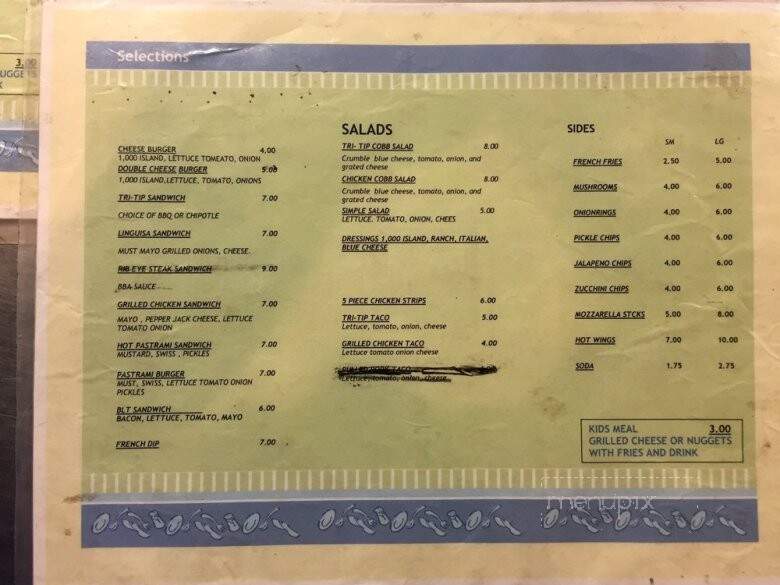 Selections
CHEESE BURGER 4.00
1,000 ISLAND, LETTUCE TOMEATO, ONION
DOUBLE CHEESE BURGER 5.00
1,000 ISLAND,LETTUCE, TOMATO, ONIONS
TRI-TIP SANDWICH 7.00
CHOICE OF BBQ OR CHIPOTLE
LINGUISA SANDWICH 7.00
MUST MAYO GRILLED ONIONS, CHEESE.
RIB EYE STEAK SANDWICH 9.00
BBA SAUCE
GRILLED CHICKEN SANDWICH 7.00
MAYO , PEPPER JACK CHEESE, LETTUCE
TOMATO ONION
HOT PASTRAMI SANDWICH 7.00
MUSTARD, SWISS , PICKLES
PASTRAMI BURGER 7.00
MUST, SWISS, LETTUCE TOMATO ONION
PICKLES
BLT SANDWICH 6.00
BACON, LETTUCE, TOMATO, MAYO
FRENCH DIP 7.00
SALADS
TRI- TIP COBB SALAD 8.00
Crumble blue cheese, tomato, onion, and
grated cheese
CHICKEN COBB SALAD 8.00
Crumble blue cheese, tomato, onion, and
grated cheese
SIMPLE SALAD 5.00
LETTUCE. TOMATO, ONION, CHEES
DRESSINGS 1,000 ISLAND, RANCH, ITALIAN,
BLUE CHEESE
5 PIECE CHICKEN STRIPS 6.00
TRI-TIP TACO 5.00
Lettuce, tomato, onion, cheese
GRILLED CHICKEN TACO 4.00
Lettuce tomato onion cheese
TACO
Lettuce, tomato, onion, cheese
SIDES
SM LG
FRENCH FRIES 2.50 5.00
MUSHROOMS 4.00 6.00
ONIONRINGS 4.00 6.00
PICKLE CHIPS 4.00 6.00
JALAPENO CHIPS 4.00 6.00
ZUCCHINI CHIPS 4.00 6.00
MOZZARELLA STCKS 5.00 8.00
HOT WINGS 7.00 10.00
SODA 1.75 2.75
KIDS MEAL 3.00
GRILLED CHEESE OR NUGGETS
WITH FRIES AND DRINK
menupix